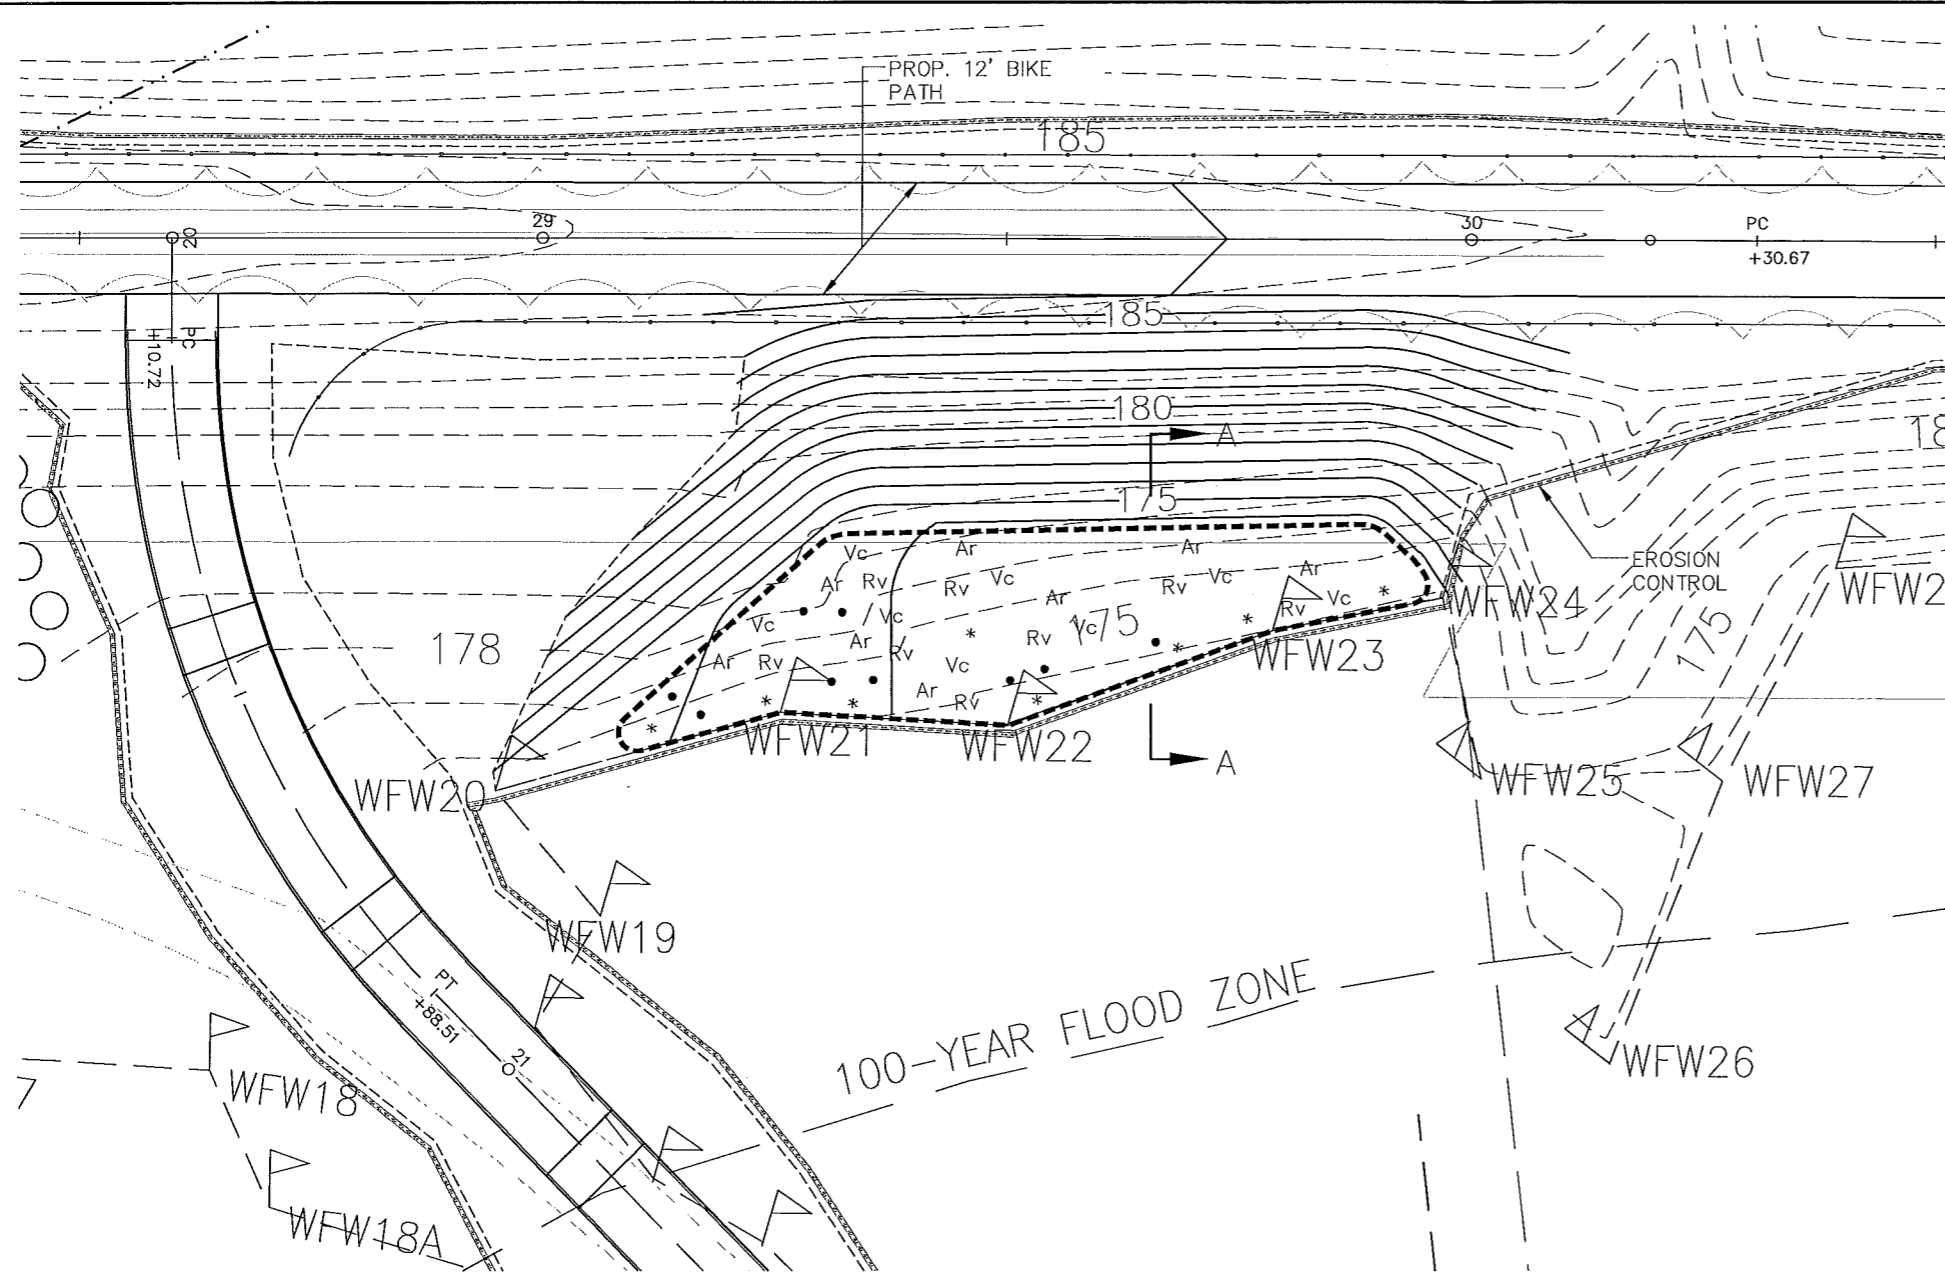 PROP. 12' BIKE
PATH
185
29
20
30
PC
+30.67
185
PC
+10.72
180
A
18
175
EROSION
CONTROL
Vc
Ar
Ar
Ar
Rv
Rv
Vc
Rv
Vc
Ar
WFW24
WFW2
Vc
Vc
Ar
Rv
Vc
175
Rv
Vc
*
*
*
178
Ar
Rv
Ar
Rv
Vc
Rv
*
WFW23
175
Ar
Rv
*
*
*
*
WFW21
WFW22
A
WFW20
WFW25
WFW27
WFW19
100-YEAR FLOOD ZONE
PT
+88.51
21
WFW26
7
WFW18
WFW18A